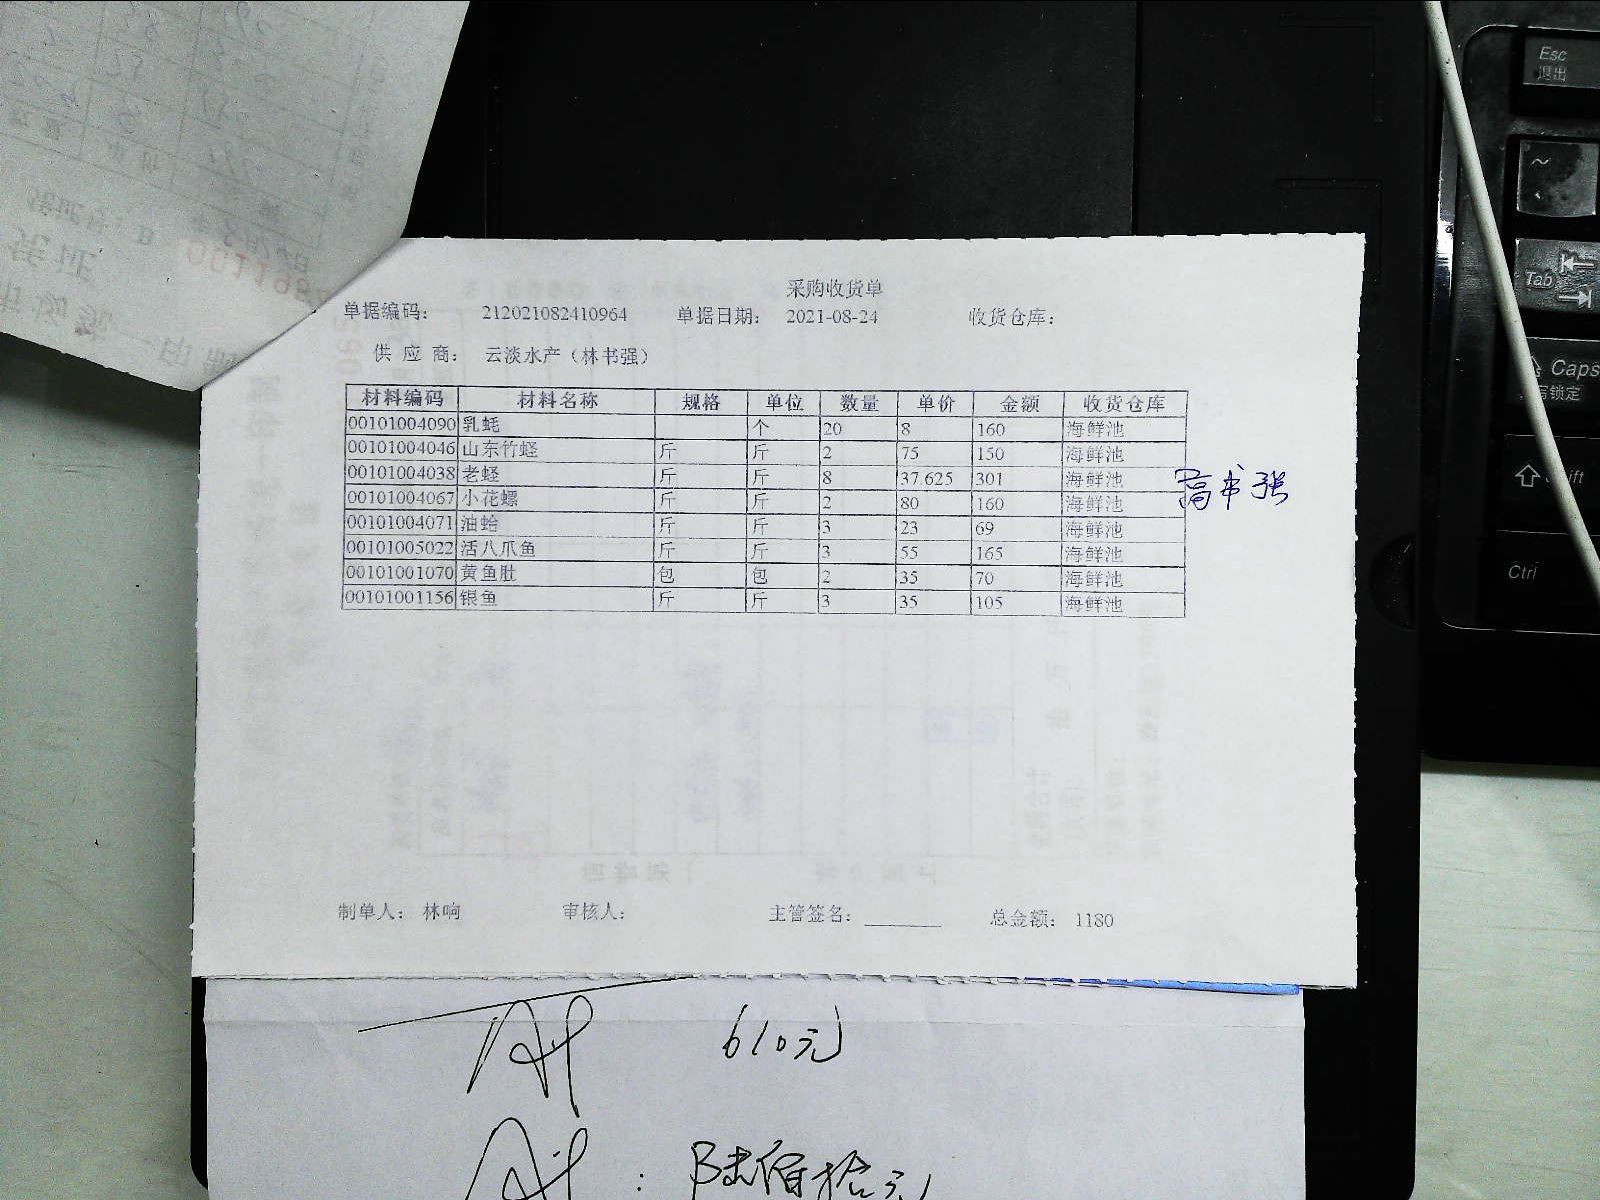 采购收货单
单据编码： 212021082410964 单据日期： 2021-08-24 收货仓库：
供 应 商： 云淡水产（林书强）
材料编码 材料名称 规格 单位 数量 单价 金额 收货仓库
00101004090 乳蚝 个 20 8 160 海鲜池
00101004046 山东竹蛏 斤 斤 2 75 150 海鲜池
00101004038 老蛏 斤 斤 8 37.625 301 海鲜池
00101004067 小花螺 斤 斤 2 80 160 海鲜池
00101004071 油蛤 斤 斤 3 23 69 海鲜池
00101005022 活八爪鱼 斤 斤 3 55 165 海鲜池
00101001070 黄鱼肚 包 包 2 35 70 海鲜池
00101001156 银鱼 斤 斤 3 35 105 海鲜池
制单人： 林响 审核人： 主管签名： 总金额： 1180
610元
陆佰拾元
Esc
退出
~
Tab
Caps
Ctrl